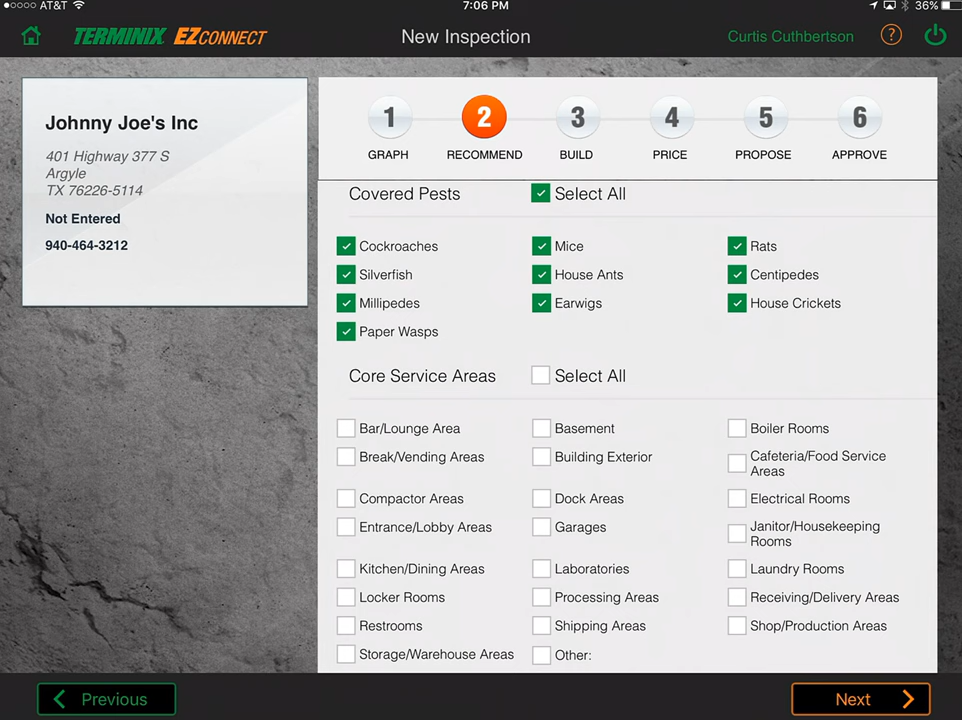 AT&T 7:06 PM 36%
TERMINIX EZCONNECT New Inspection Curtis Cuthbertson ?
Johnny Joe's Inc
401 Highway 377 S
Argyle
TX 76226-5114
Not Entered
940-464-3212
1 2 3 4 5 6
GRAPH RECOMMEND BUILD PRICE PROPOSE APPROVE
Covered Pests Select All
Cockroaches Mice Rats
Silverfish House Ants Centipedes
Millipedes Earwigs House Crickets
Paper Wasps
Core Service Areas Select All
Bar/Lounge Area Basement Boiler Rooms
Break/Vending Areas Building Exterior Cafeteria/Food Service
Areas
Compactor Areas Dock Areas Electrical Rooms
Entrance/Lobby Areas Garages Janitor/Housekeeping
Rooms
Kitchen/Dining Areas Laboratories Laundry Rooms
Locker Rooms Processing Areas Receiving/Delivery Areas
Restrooms Shipping Areas Shop/Production Areas
Storage/Warehouse Areas Other:
Previous Next